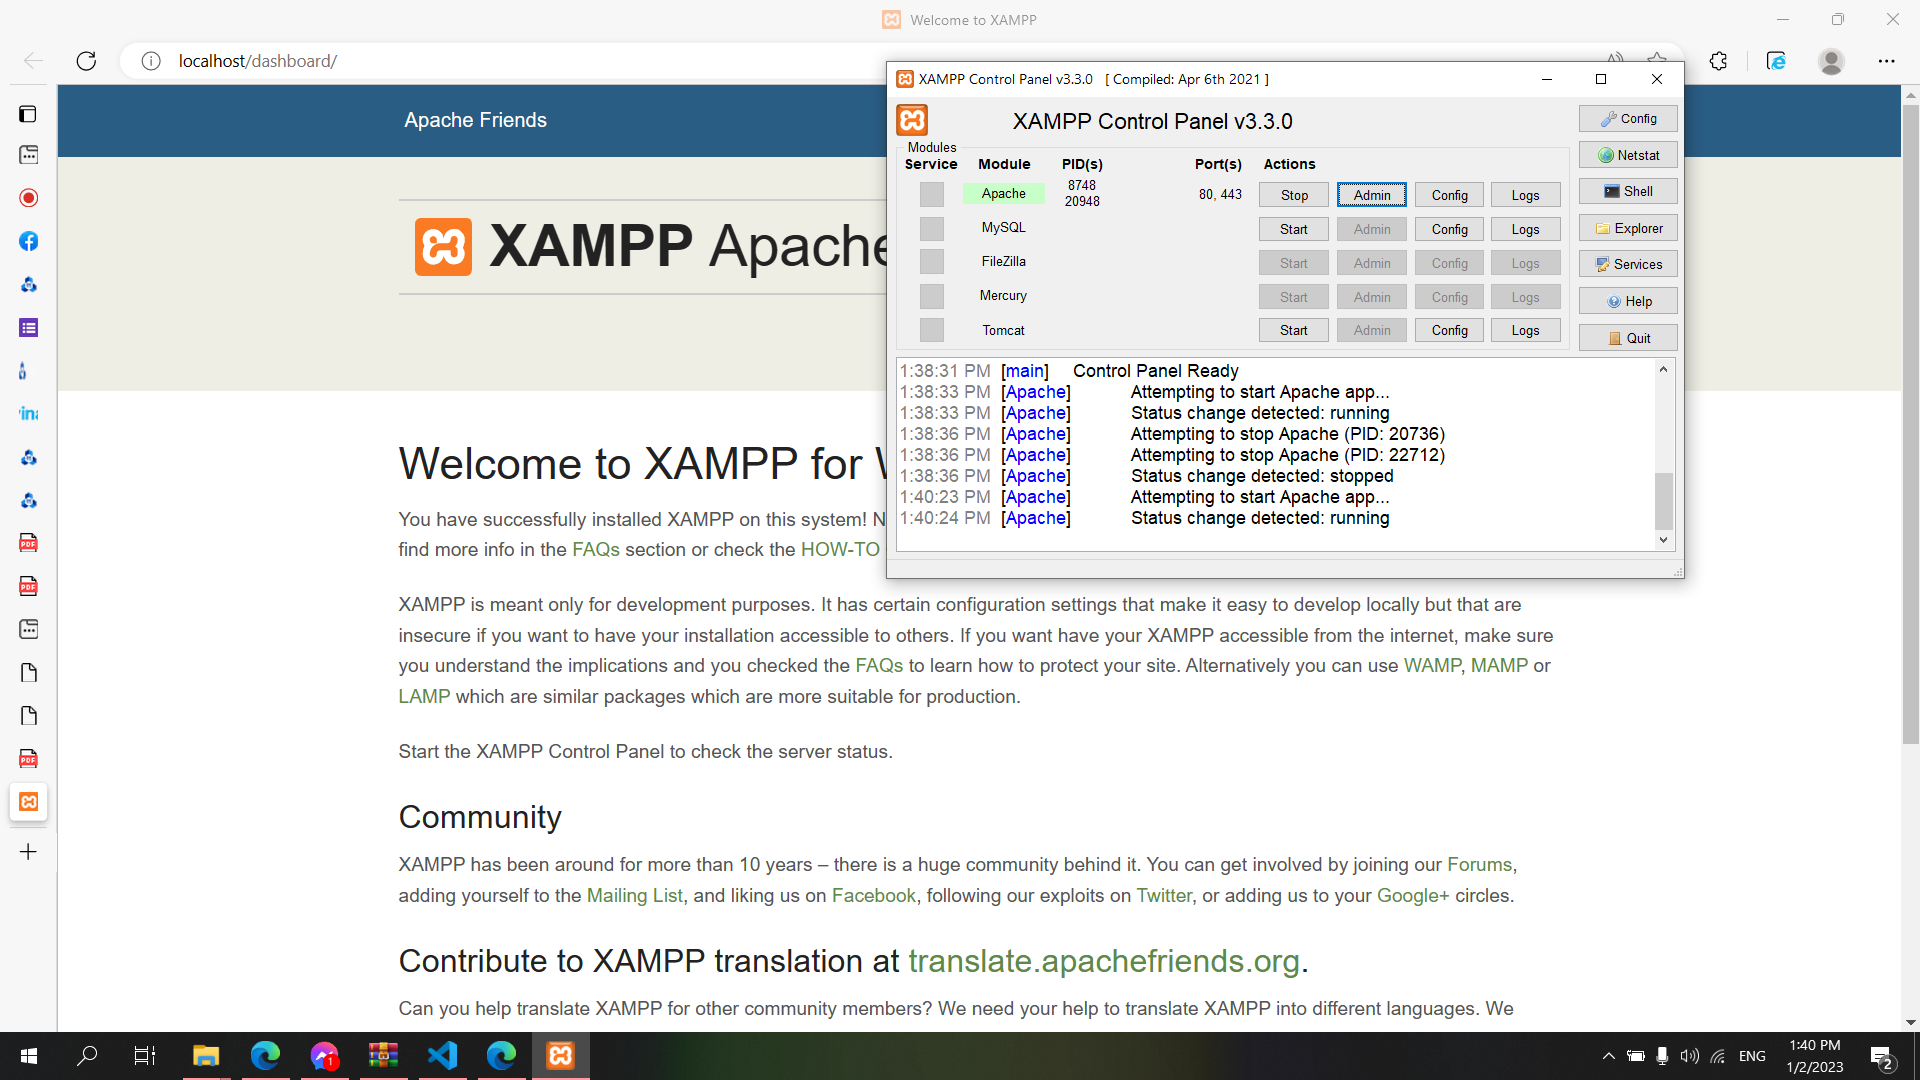 Welcome to XAMPP
localhost/dashboard/
Apache Friends
XAMPP Apache
Welcome to XAMPP for
You have successfully installed XAMPP on this system! N
find more info in the FAQs section or check the HOW-TO
XAMPP is meant only for development purposes. It has certain configuration settings that make it easy to develop locally but that are
insecure if you want to have your installation accessible to others. If you want have your XAMPP accessible from the internet, make sure
you understand the implications and you checked the FAQs to learn how to protect your site. Alternatively you can use WAMP, MAMP or
LAMP which are similar packages which are more suitable for production.
Start the XAMPP Control Panel to check the server status.
Community
XAMPP has been around for more than 10 years – there is a huge community behind it. You can get involved by joining our Forums,
adding yourself to the Mailing List, and liking us on Facebook, following our exploits on Twitter, or adding us to your Google+ circles.
Contribute to XAMPP translation at translate.apachefriends.org.
Can you help translate XAMPP for other community members? We need your help to translate XAMPP into different languages. We
XAMPP Control Panel v3.3.0 [ Compiled: Apr 6th 2021 ]
XAMPP Control Panel v3.3.0
Modules
Service Module PID(s) Port(s) Actions
Apache 8748 20948 80, 443 Stop Admin Config Logs
MySQL Start Admin Config Logs
FileZilla Start Admin Config Logs
Mercury Start Admin Config Logs
Tomcat Start Admin Config Logs
Config
Netstat
Shell
Explorer
Services
Help
Quit
1:38:31 PM [main] Control Panel Ready
1:38:33 PM [Apache] Attempting to start Apache app...
1:38:33 PM [Apache] Status change detected: running
1:38:36 PM [Apache] Attempting to stop Apache (PID: 20736)
1:38:36 PM [Apache] Attempting to stop Apache (PID: 22712)
1:38:36 PM [Apache] Status change detected: stopped
1:40:23 PM [Apache] Attempting to start Apache app...
1:40:24 PM [Apache] Status change detected: running
PDF
PDF
PDF
1
ENG
1:40 PM
1/2/2023
2